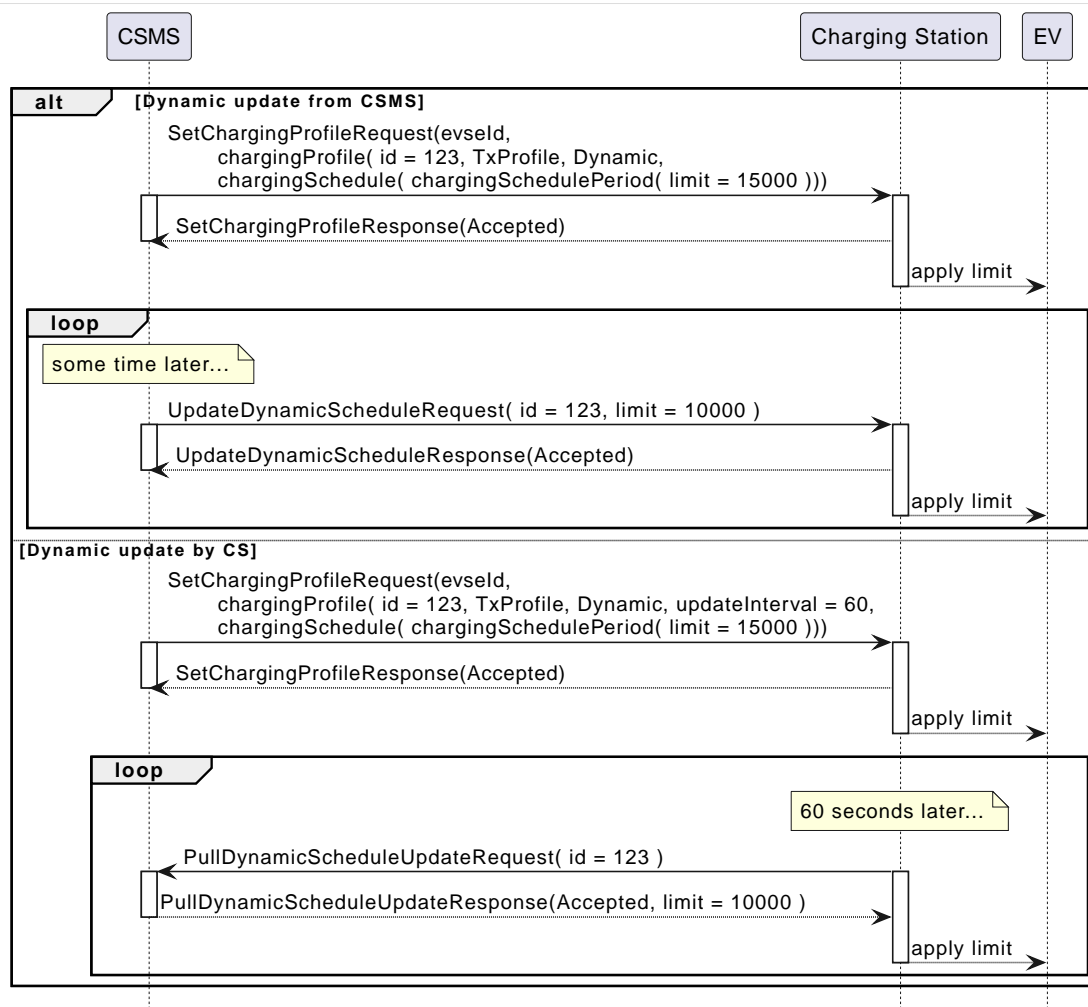 CSMS
Charging Station
EV
alt
[Dynamic update from CSMS]
SetChargingProfileRequest(evseId,
chargingProfile( id = 123, TxProfile, Dynamic,
chargingSchedule( chargingSchedulePeriod( limit = 15000 )))
SetChargingProfileResponse(Accepted)
apply limit
loop
some time later...
UpdateDynamicScheduleRequest( id = 123, limit = 10000 )
UpdateDynamicScheduleResponse(Accepted)
apply limit
[Dynamic update by CS]
SetChargingProfileRequest(evseId,
chargingProfile( id = 123, TxProfile, Dynamic, updateInterval = 60,
chargingSchedule( chargingSchedulePeriod( limit = 15000 )))
SetChargingProfileResponse(Accepted)
apply limit
loop
60 seconds later...
PullDynamicScheduleUpdateRequest( id = 123 )
PullDynamicScheduleUpdateResponse(Accepted, limit = 10000 )
apply limit